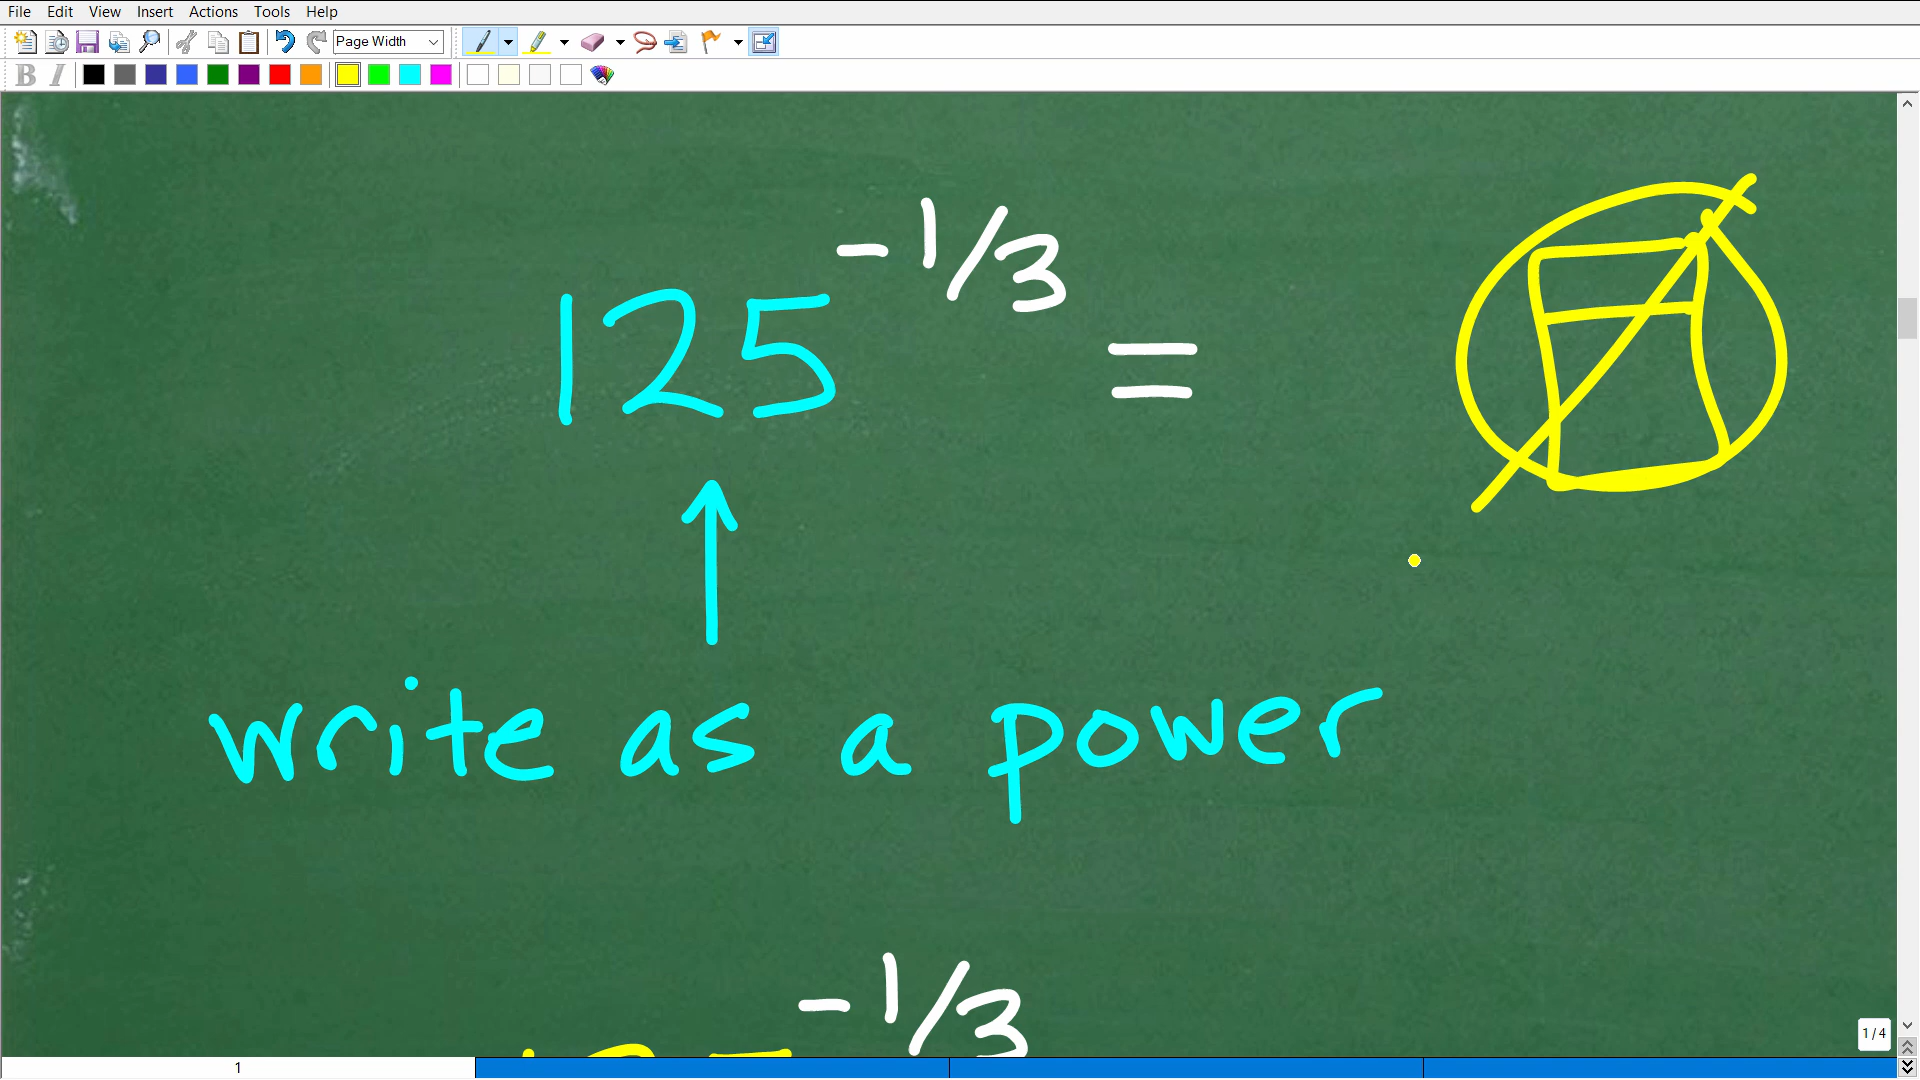 File Edit View Insert Actions Tools Help
Page Width
B I
125^-1/3 =
write as a power
-1/3
1/4
1